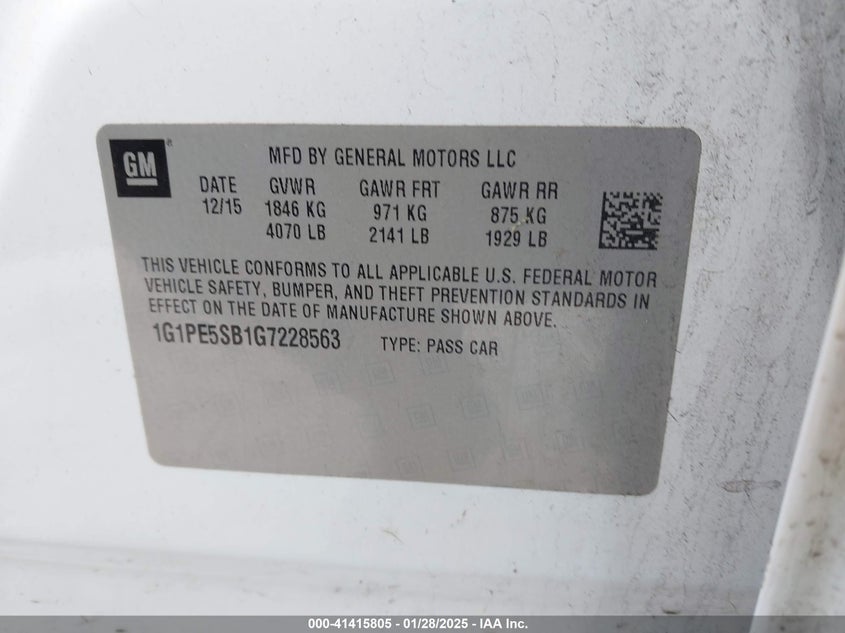 GM
MFD BY GENERAL MOTORS LLC
DATE GVWR GAWR FRT GAWR RR
12/15 1846 KG 971 KG 875 KG
4070 LB 2141 LB 1929 LB
THIS VEHICLE CONFORMS TO ALL APPLICABLE U.S. FEDERAL MOTOR
VEHICLE SAFETY, BUMPER, AND THEFT PREVENTION STANDARDS IN
EFFECT ON THE DATE OF MANUFACTURE SHOWN ABOVE.
1G1PE5SB1G7228563 TYPE: PASS CAR
000-41415805 - 01/28/2025 - IAA Inc.